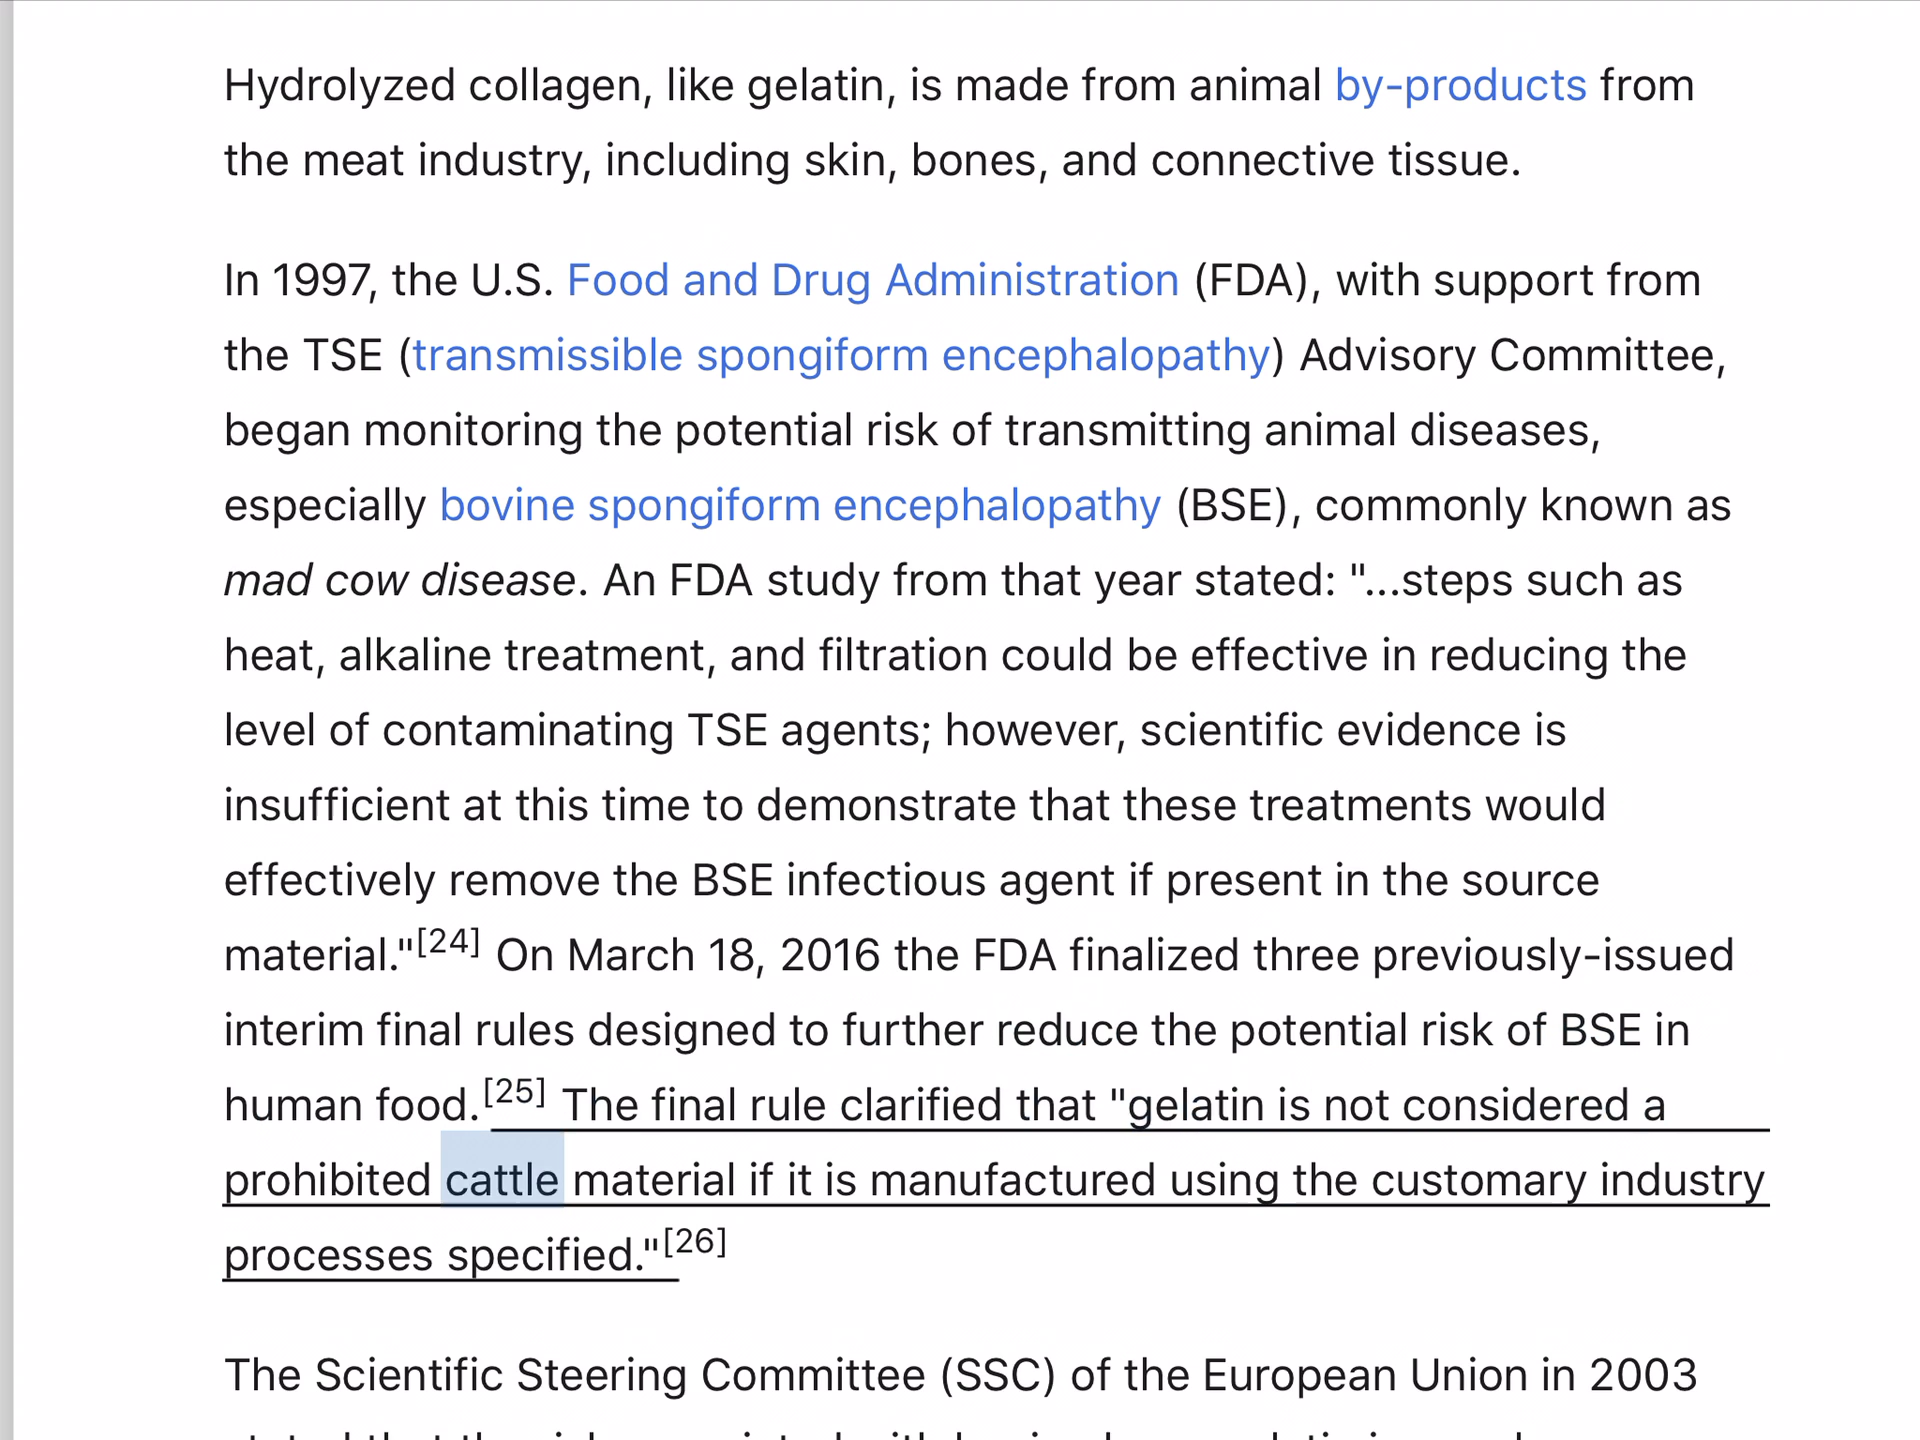 Hydrolyzed collagen, like gelatin, is made from animal by-products from
the meat industry, including skin, bones, and connective tissue.
In 1997, the U.S. Food and Drug Administration (FDA), with support from
the TSE (transmissible spongiform encephalopathy) Advisory Committee,
began monitoring the potential risk of transmitting animal diseases,
especially bovine spongiform encephalopathy (BSE), commonly known as
mad cow disease. An FDA study from that year stated: "...steps such as
heat, alkaline treatment, and filtration could be effective in reducing the
level of contaminating TSE agents; however, scientific evidence is
insufficient at this time to demonstrate that these treatments would
effectively remove the BSE infectious agent if present in the source
material."[24] On March 18, 2016 the FDA finalized three previously-issued
interim final rules designed to further reduce the potential risk of BSE in
human food.[25] The final rule clarified that "gelatin is not considered a
prohibited cattle material if it is manufactured using the customary industry
processes specified."[26]
The Scientific Steering Committee (SSC) of the European Union in 2003